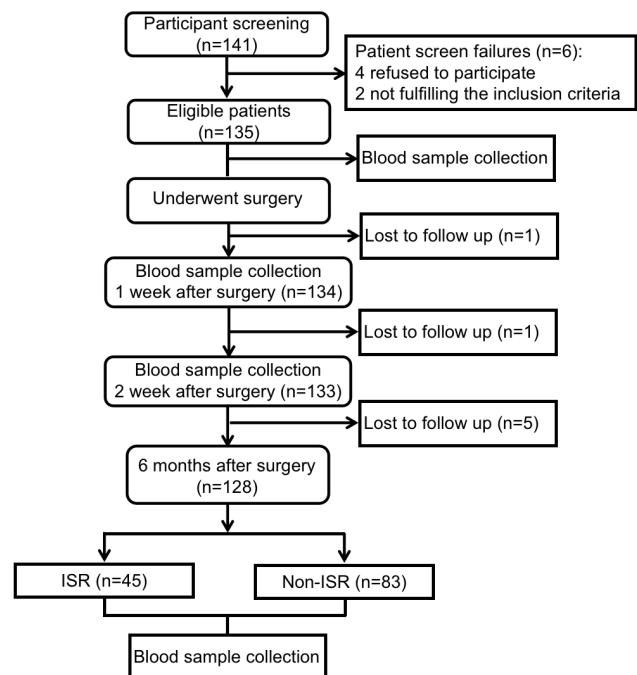 Participant screening
(n=141)
Patient screen failures (n=6):
4 refused to participate
2 not fulfilling the inclusion criteria
Eligible patients
(n=135)
Blood sample collection
Underwent surgery
Lost to follow up (n=1)
Blood sample collection
1 week after surgery (n=134)
Lost to follow up (n=1)
Blood sample collection
2 week after surgery (n=133)
Lost to follow up (n=5)
6 months after surgery
(n=128)
ISR (n=45)
Non-ISR (n=83)
Blood sample collection